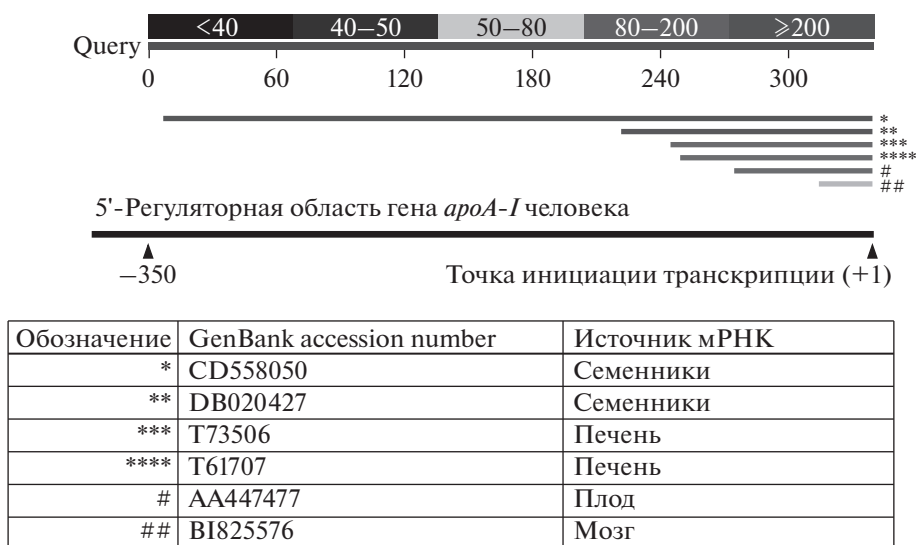 <40 40–50 50–80 80–200 ⩾200
Query
0 60 120 180 240 300
*
**
***
****
#
##
5'-Регуляторная область гена apoA-I человека
–350 Точка инициации транскрипции (+1)
Обозначение GenBank accession number Источник мРНК
* CD558050 Семенники
** DB020427 Семенники
*** T73506 Печень
**** T61707 Печень
# AA447477 Плод
## BI825576 Мозг